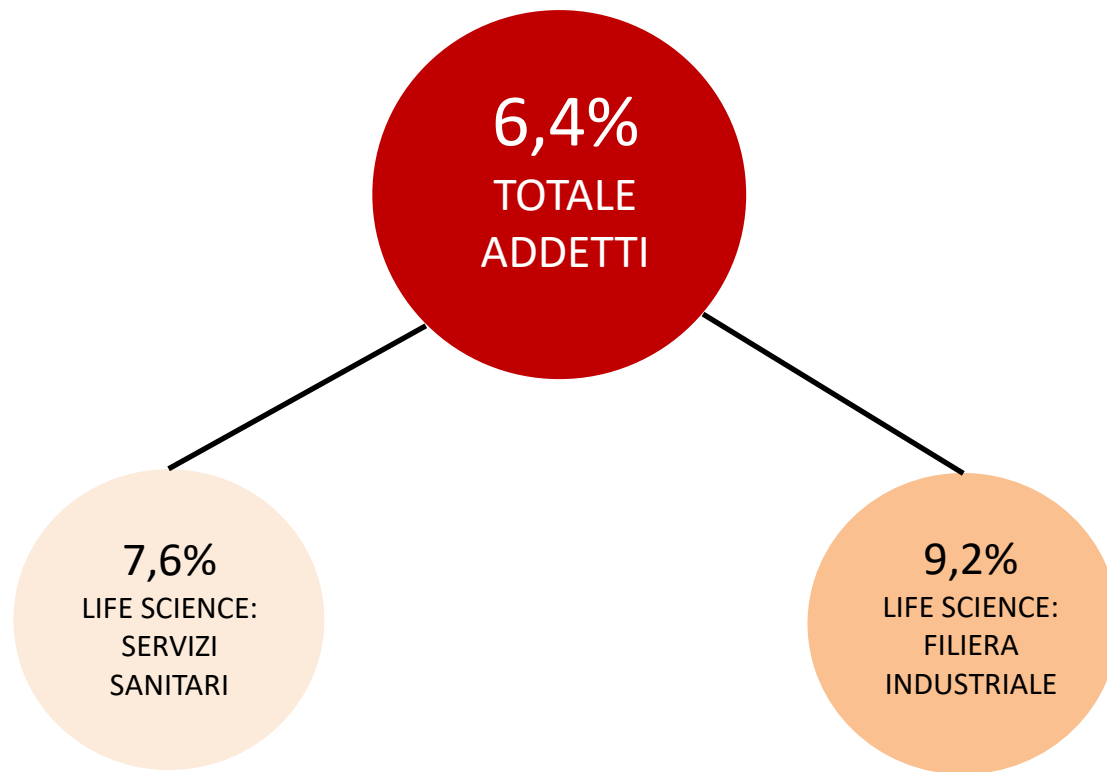 6,4%
TOTALE
ADDETTI
7,6%
LIFE SCIENCE:
SERVIZI
SANITARI
9,2%
LIFE SCIENCE:
FILIERA
INDUSTRIALE